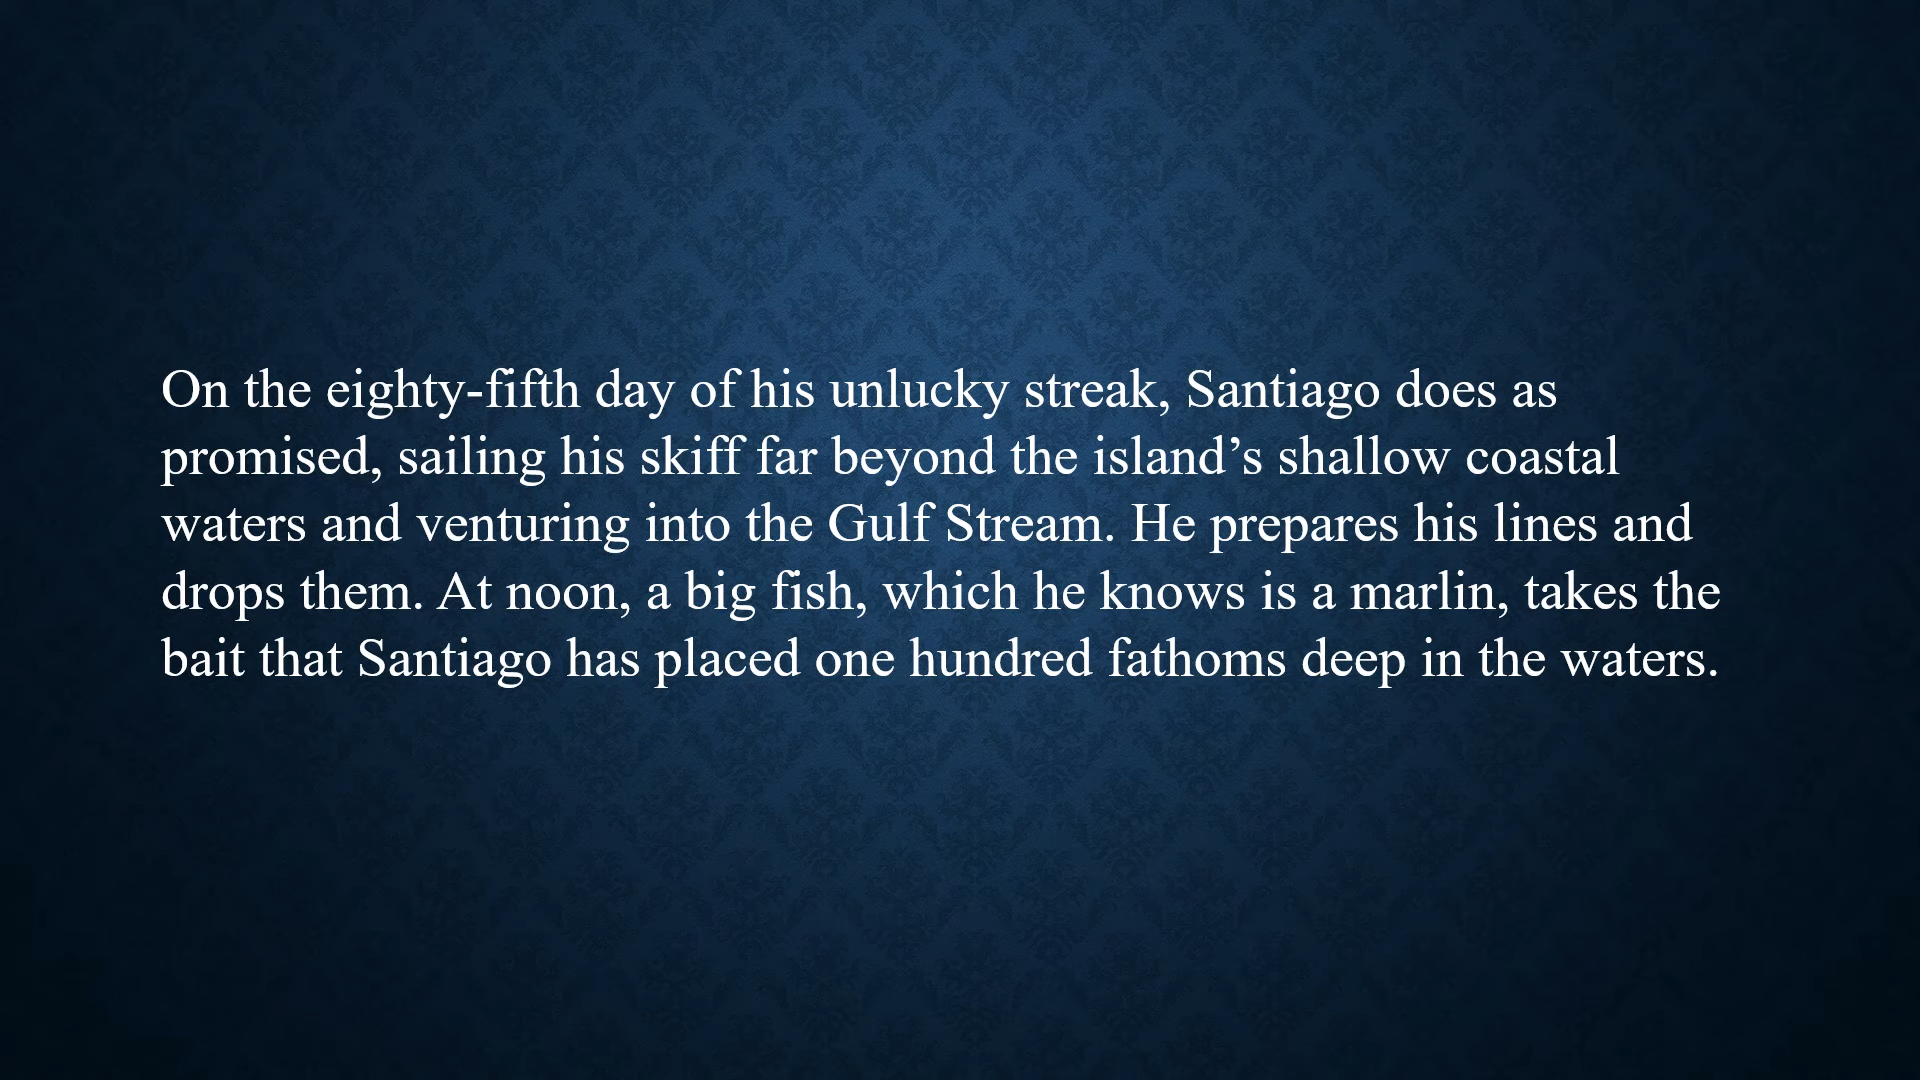 On the eighty-fifth day of his unlucky streak, Santiago does as
promised, sailing his skiff far beyond the island’s shallow coastal
waters and venturing into the Gulf Stream. He prepares his lines and
drops them. At noon, a big fish, which he knows is a marlin, takes the
bait that Santiago has placed one hundred fathoms deep in the waters.